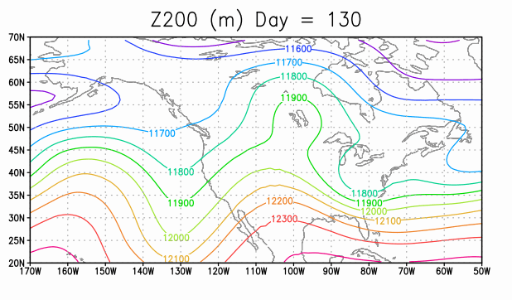 Z200 (m) Day = 130
70N
11600
65N
11700
60N
11800
55N
11900
50N
11700
45N
40N
11800
35N
11800
11900
12200
11900
12000
30N
12300
12100
25N
12000
20N
12100
170W 160W 150W 140W 130W 120W 110W 100W 90W 80W 70W 60W 50W